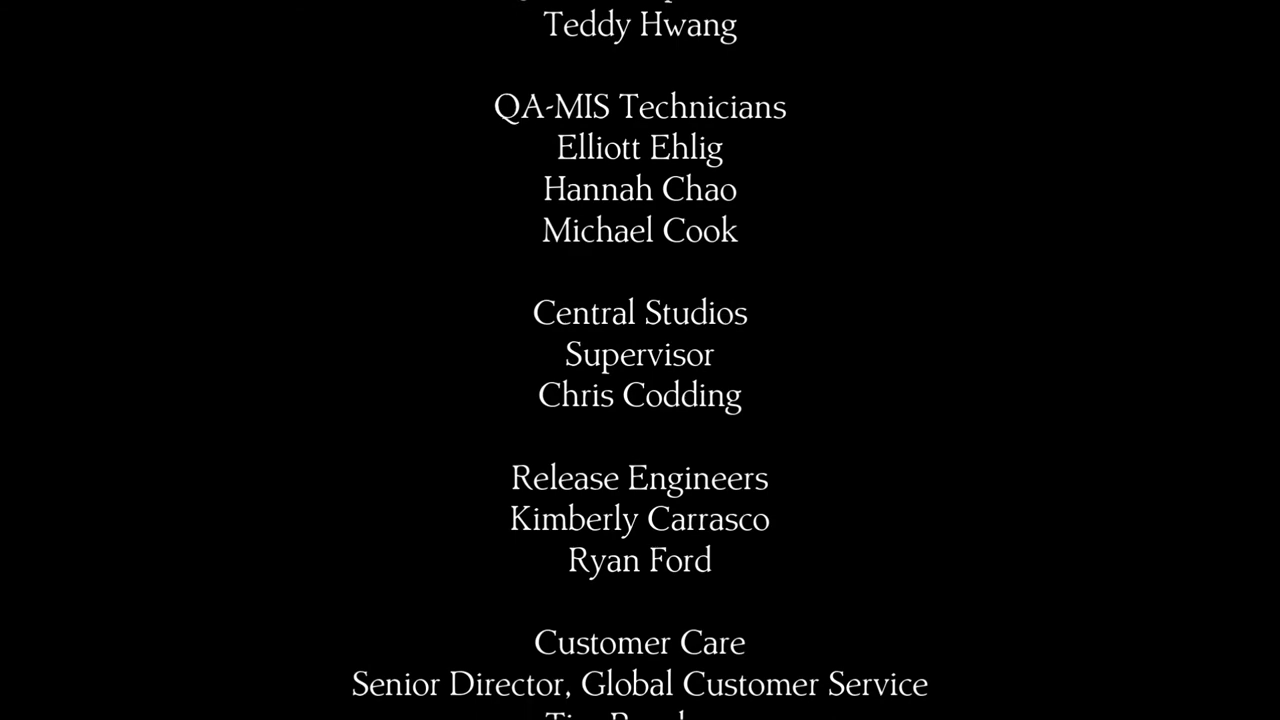 Teddy Hwang
QA-MIS Technicians
Elliott Ehlig
Hannah Chao
Michael Cook
Central Studios
Supervisor
Chris Codding
Release Engineers
Kimberly Carrasco
Ryan Ford
Customer Care
Senior Director, Global Customer Service